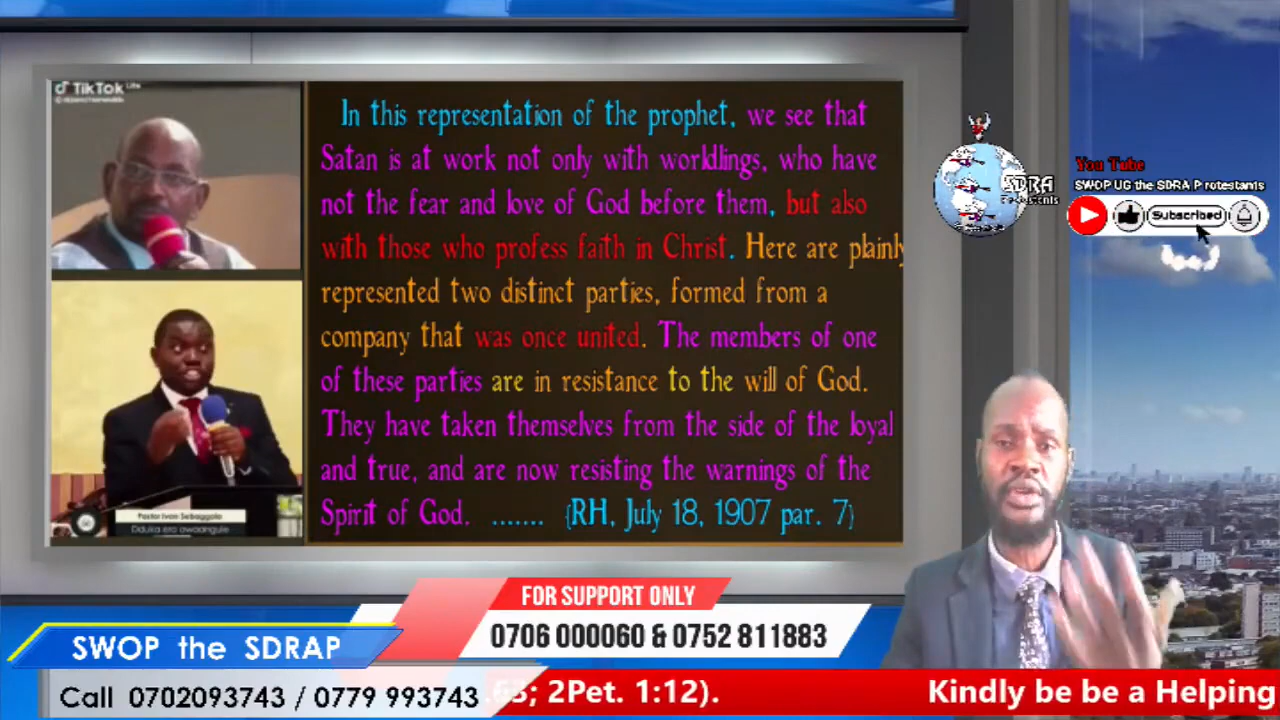 TikTok Lite
In this representation of the prophet, we see that
Satan is at work not only with worldlings, who have
not the fear and love of God before them, but also
with those who profess faith in Christ. Here are plainly
represented two distinct parties, formed from a
company that was once united. The members of one
of these parties are in resistance to the will of God.
They have taken themselves from the side of the loyal
and true, and are now resisting the warnings of the
Spirit of God. ....... {RH, July 18, 1907 par. 7}
Pastor Ivan Sebaggala
SDRA
Protestants
You Tube
SWOP UG the SDRA Protestants
Subscribed
FOR SUPPORT ONLY
0706 000060 & 0752 811883
SWOP the SDRAP
Call 0702093743 / 0779 993743
; 2Pet. 1:12).
Kindly be be a Helping